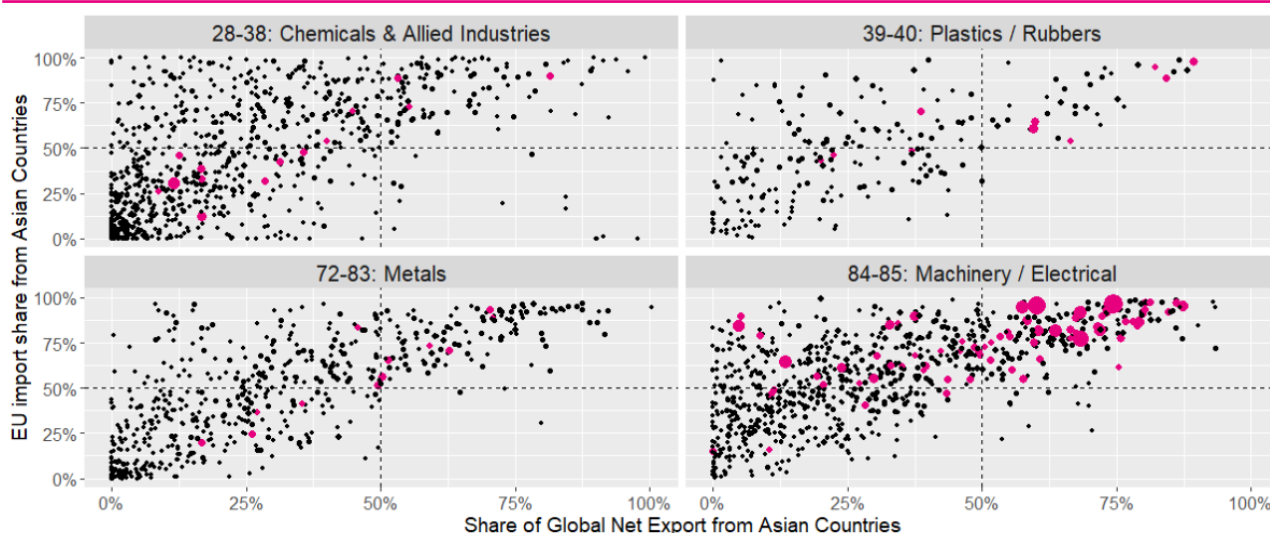 28-38: Chemicals & Allied Industries
39-40: Plastics / Rubbers
100%
75%
50%
25%
0%
72-83: Metals
84-85: Machinery / Electrical
100%
75%
50%
25%
0%
0% 25% 50% 75% 100% 0% 25% 50% 75% 100%
EU import share from Asian Countries
Share of Global Net Export from Asian Countries